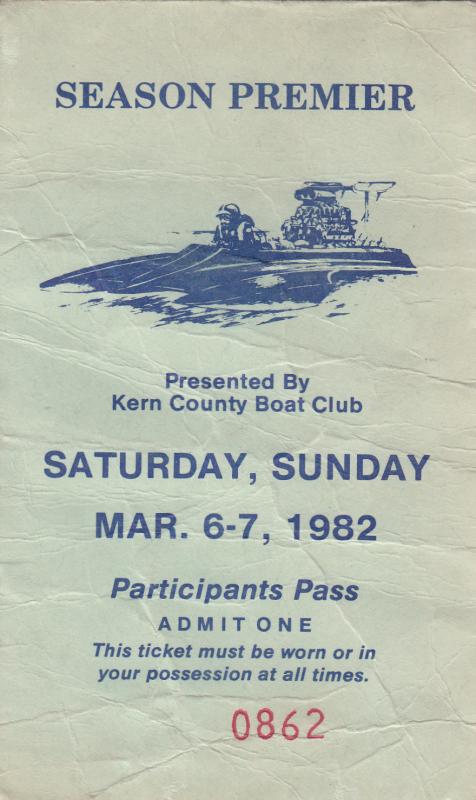 SEASON PREMIER
Presented By
Kern County Boat Club
SATURDAY, SUNDAY
MAR. 6-7, 1982
Participants Pass
ADMIT ONE
This ticket must be worn or in
your possession at all times.
0862